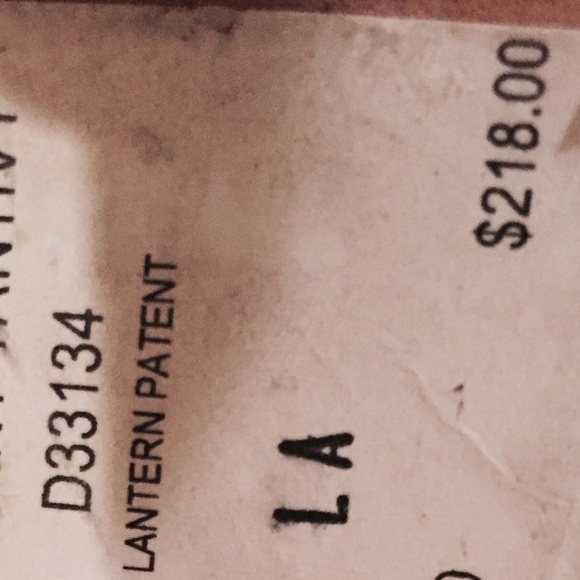 D33134
LANTERN PATENT
LA
$218.00